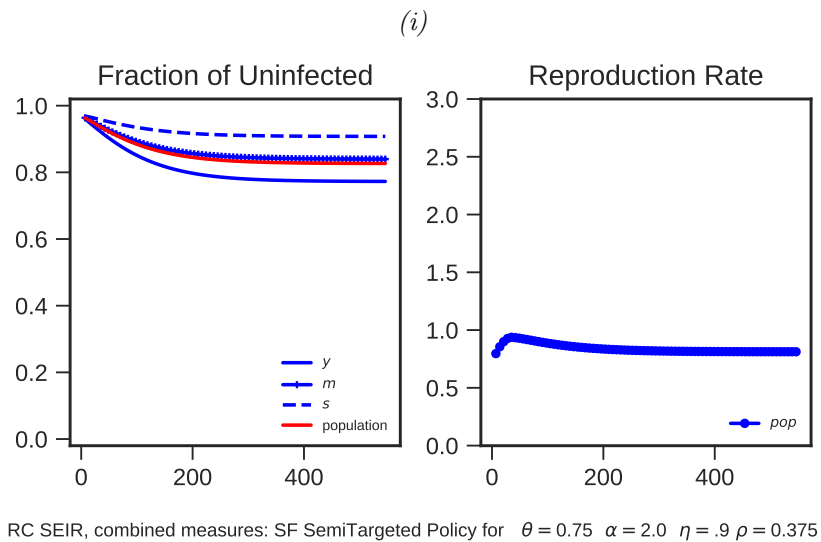 (i)
Fraction of Uninfected
1.0
0.8
0.6
0.4
0.2
0.0
0
200
400
y
m
s
population
Reproduction Rate
3.0
2.5
2.0
1.5
1.0
0.5
0.0
0
200
400
pop
RC SEIR, combined measures: SF SemiTargeted Policy for θ = 0.75 α = 2.0 η = .9 ρ = 0.375